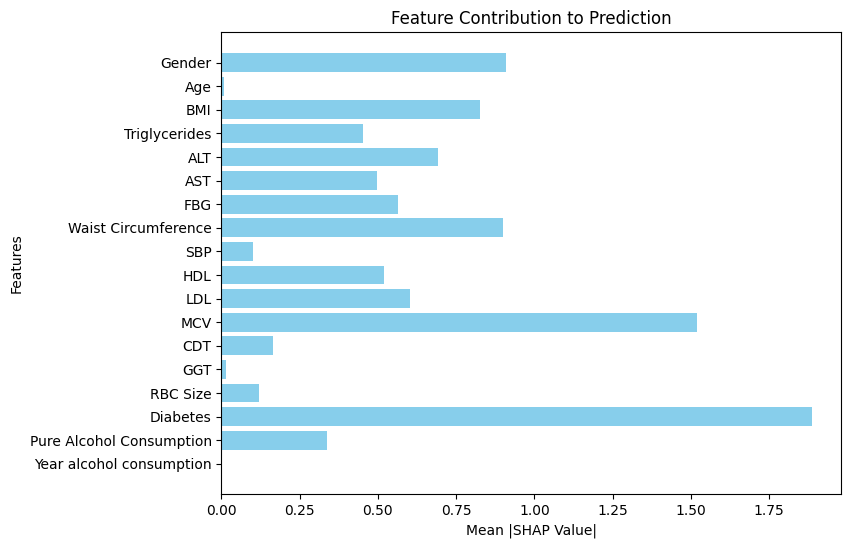 Feature Contribution to Prediction
Gender
Age
BMI
Triglycerides
ALT
AST
FBG
Waist Circumference
SBP
HDL
LDL
MCV
CDT
GGT
RBC Size
Diabetes
Pure Alcohol Consumption
Year alcohol consumption
Features
0.00 0.25 0.50 0.75 1.00 1.25 1.50 1.75
Mean |SHAP Value|